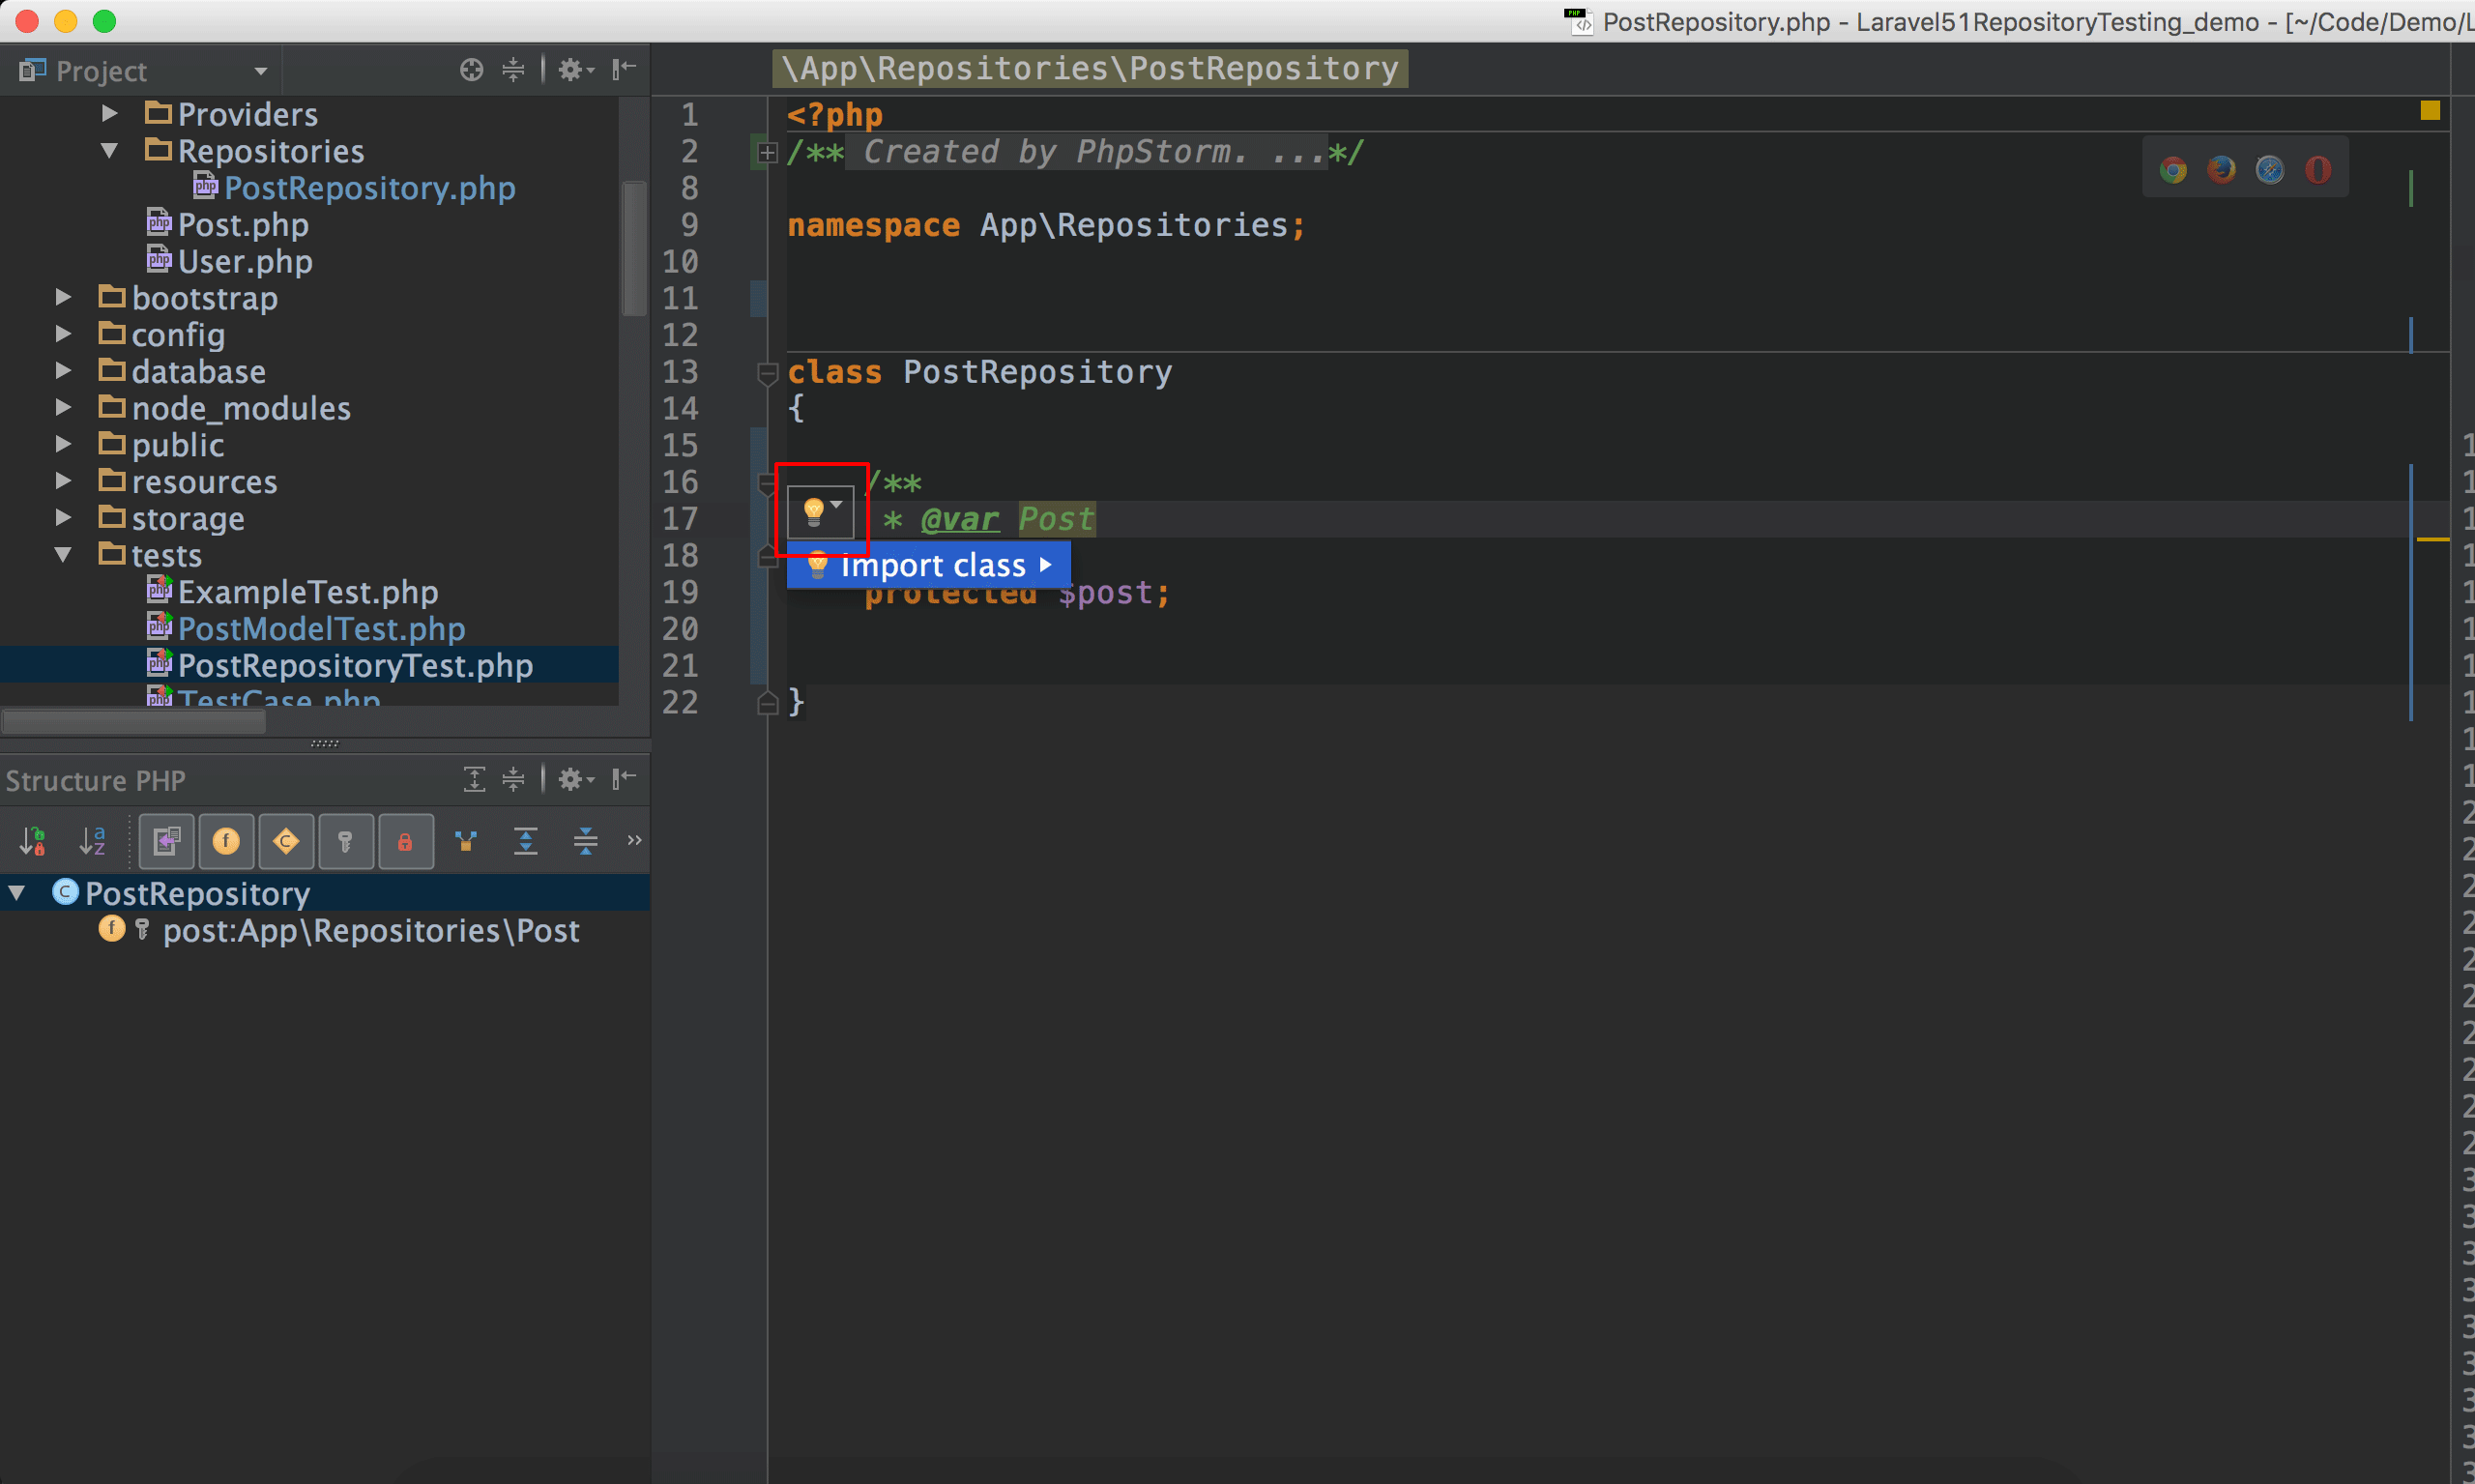 PostRepository.php - Laravel51RepositoryTesting_demo - [~/Code/Demo/L
Project
Providers
Repositories
PostRepository.php
Post.php
User.php
bootstrap
config
database
node_modules
public
resources
storage
tests
ExampleTest.php
PostModelTest.php
PostRepositoryTest.php
TestCase.php
Structure PHP
PostRepository
post:App\Repositories\Post
\App\Repositories\PostRepository
1 <?php
2 /** Created by PhpStorm. ...*/
8
9 namespace App\Repositories;
10
11
12
13 class PostRepository
14 {
15
16 /**
17 * @var Post
18 Import class
19 protected $post;
20
21
22 }